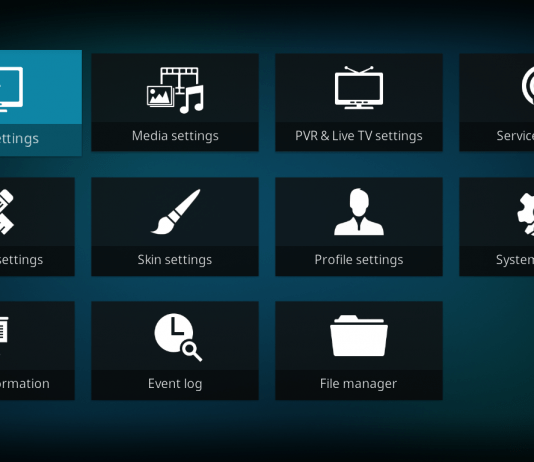 ettings
Media settings
PVR & Live TV settings
Service
settings
Skin settings
Profile settings
System
ormation
Event log
File manager